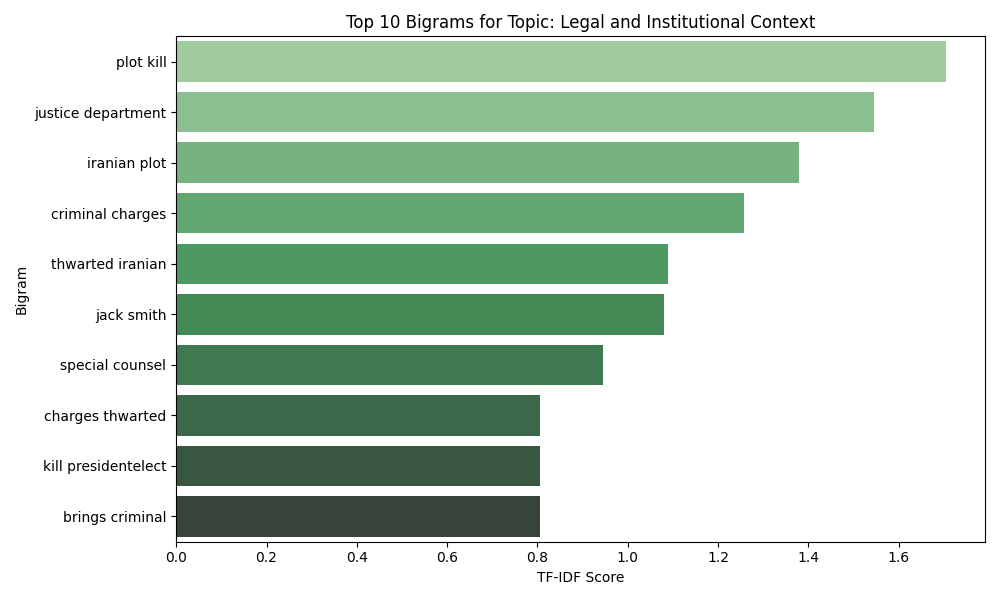 Top 10 Bigrams for Topic: Legal and Institutional Context
plot kill
justice department
iranian plot
criminal charges
thwarted iranian
jack smith
special counsel
charges thwarted
kill presidentelect
brings criminal
Bigram
0.0 0.2 0.4 0.6 0.8 1.0 1.2 1.4 1.6
TF-IDF Score